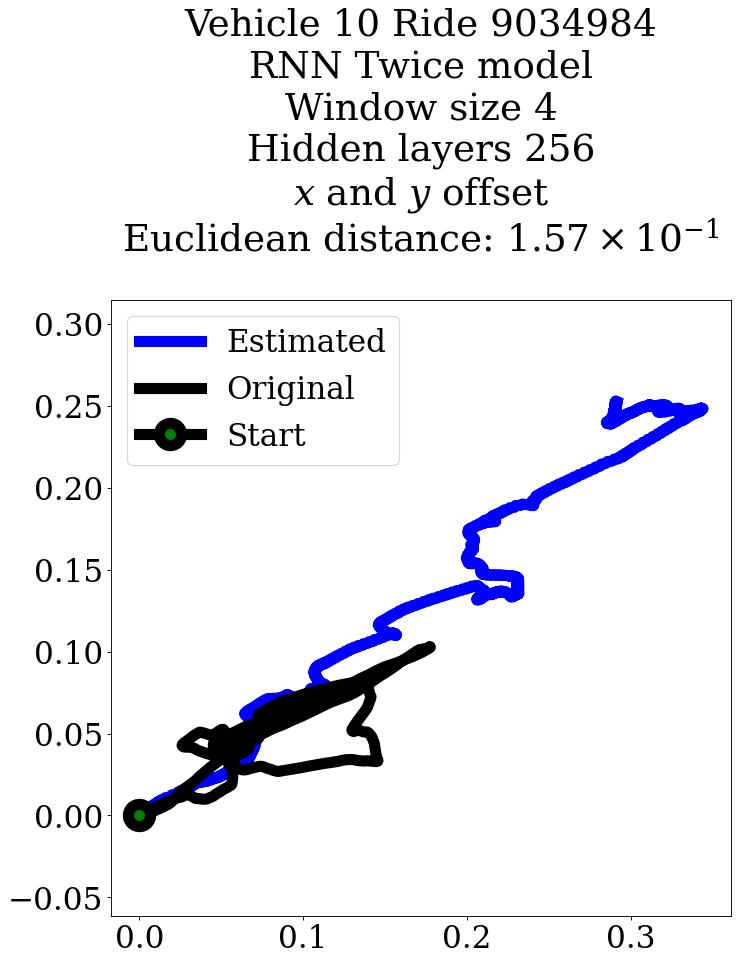 Vehicle 10 Ride 9034984
RNN Twice model
Window size 4
Hidden layers 256
x and y offset
Euclidean distance: 1.57 × 10⁻¹
Estimated
Original
Start
0.30
0.25
0.20
0.15
0.10
0.05
0.00
−0.05
0.0 0.1 0.2 0.3